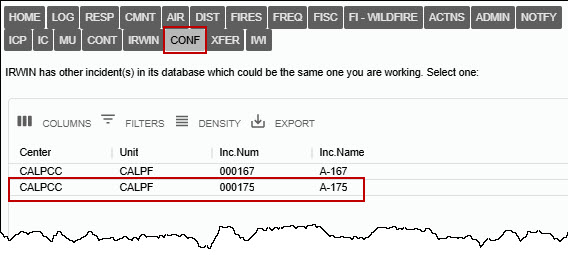 HOME LOG RESP CMNT AIR DIST FIRES FREQ FISC FI - WILDFIRE ACTNS ADMIN NOTFY
ICP IC MU CONT IRWIN CONF XFER IWI
IRWIN has other incident(s) in its database which could be the same one you are working. Select one:
COLUMNS FILTERS DENSITY EXPORT
Center Unit Inc.Num Inc.Name
CALPCC CALPF 000167 A-167
CALPCC CALPF 000175 A-175